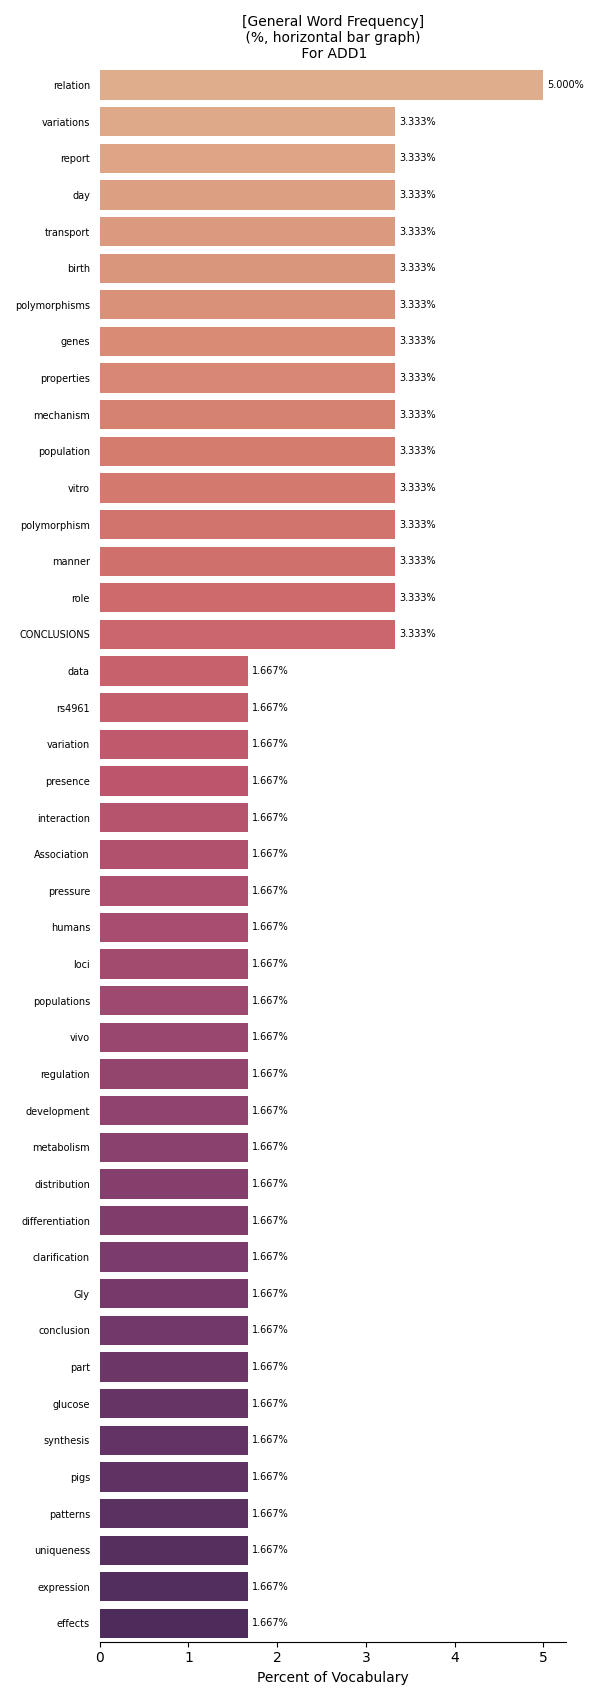 [General Word Frequency]
(%, horizontal bar graph)
For ADD1
relation 5.000%
variations 3.333%
report 3.333%
day 3.333%
transport 3.333%
birth 3.333%
polymorphisms 3.333%
genes 3.333%
properties 3.333%
mechanism 3.333%
population 3.333%
vitro 3.333%
polymorphism 3.333%
manner 3.333%
role 3.333%
CONCLUSIONS 3.333%
data 1.667%
rs4961 1.667%
variation 1.667%
presence 1.667%
interaction 1.667%
Association 1.667%
pressure 1.667%
humans 1.667%
loci 1.667%
populations 1.667%
vivo 1.667%
regulation 1.667%
development 1.667%
metabolism 1.667%
distribution 1.667%
differentiation 1.667%
clarification 1.667%
Gly 1.667%
conclusion 1.667%
part 1.667%
glucose 1.667%
synthesis 1.667%
pigs 1.667%
patterns 1.667%
uniqueness 1.667%
expression 1.667%
effects 1.667%
0 1 2 3 4 5
Percent of Vocabulary